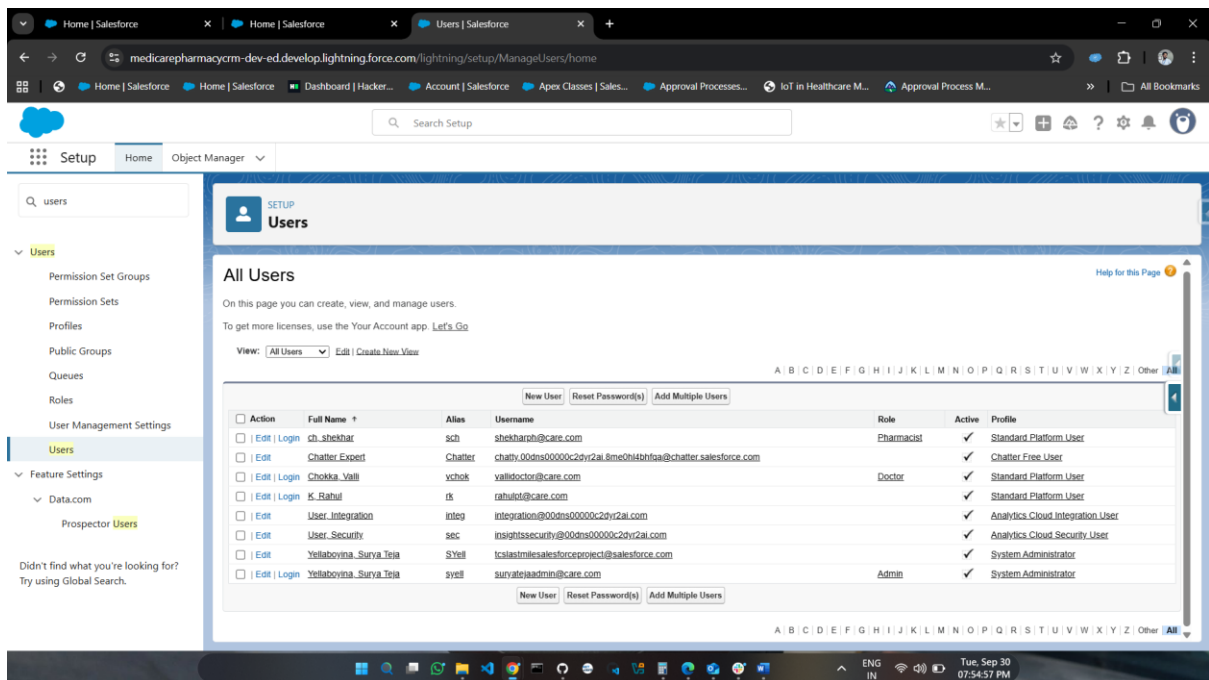 Home | Salesforce
Home | Salesforce
Users | Salesforce
medicarepharmacycrm-dev-ed.develop.lightning.force.com/lightning/setup/ManageUsers/home
Home | Salesforce Home | Salesforce Dashboard | Hacker... Account | Salesforce Apex Classes | Sales... Approval Processes... IoT in Healthcare M... Approval Process M... » All Bookmarks
Search Setup
Setup Home Object Manager
users
SETUP
Users
Users
Permission Set Groups
Permission Sets
Profiles
Public Groups
Queues
Roles
User Management Settings
Users
Feature Settings
Data.com
Prospector Users
Didn't find what you're looking for?
Try using Global Search.
All Users
Help for this Page
On this page you can create, view, and manage users.
To get more licenses, use the Your Account app. Let's Go
View: All Users Edit | Create New View
A | B | C | D | E | F | G | H | I | J | K | L | M | N | O | P | Q | R | S | T | U | V | W | X | Y | Z | Other All
New User Reset Password(s) Add Multiple Users
Action Full Name ↑ Alias Username Role Active Profile
| Edit | Login ch, shekhar sch shekharph@care.com Pharmacist ✓ Standard Platform User
| Edit Chatter Expert Chatter chatty.00dns00000c2dyr2ai.8me0hl4bhfqa@chatter.salesforce.com ✓ Chatter Free User
| Edit | Login Chokka, Valli vchok vallidoctor@care.com Doctor ✓ Standard Platform User
| Edit | Login K, Rahul rk rahulpt@care.com ✓ Standard Platform User
| Edit User, Integration integ integration@00dns00000c2dyr2ai.com ✓ Analytics Cloud Integration User
| Edit User, Security sec insightssecurity@00dns00000c2dyr2ai.com ✓ Analytics Cloud Security User
| Edit Yellaboyina, Surya Teja SYell tcslastmilesalesforceproject@salesforce.com ✓ System Administrator
| Edit | Login Yellaboyina, Surya Teja syell suryatejaadmin@care.com Admin ✓ System Administrator
New User Reset Password(s) Add Multiple Users
A | B | C | D | E | F | G | H | I | J | K | L | M | N | O | P | Q | R | S | T | U | V | W | X | Y | Z | Other All
ENG
IN
Tue, Sep 30
07:54:57 PM